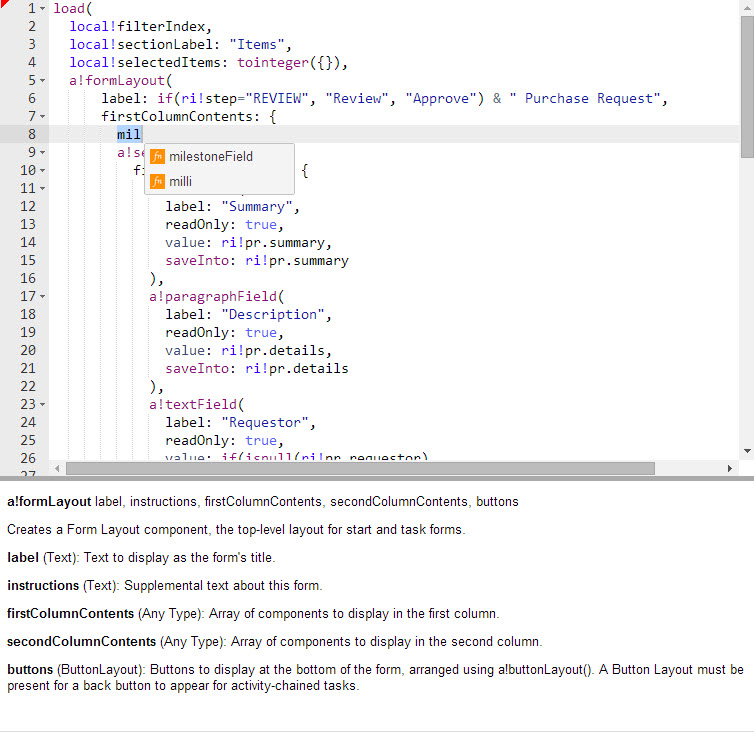 1 load(
2 local!filterIndex,
3 local!sectionLabel: "Items",
4 local!selectedItems: tointeger({}),
5 a!formLayout(
6 label: if(ri!step="REVIEW", "Review", "Approve") & " Purchase Request",
7 firstColumnContents: {
8 mil
9 a!se
fn milestoneField
10 fi {
11
fn milli
12 label: "Summary",
13 readOnly: true,
14 value: ri!pr.summary,
15 saveInto: ri!pr.summary
16 ),
17 a!paragraphField(
18 label: "Description",
19 readOnly: true,
20 value: ri!pr.details,
21 saveInto: ri!pr.details
22 ),
23 a!textField(
24 label: "Requestor",
25 readOnly: true,
26 value: if(isnull(ri!pr.requestor)
27
a!formLayout label, instructions, firstColumnContents, secondColumnContents, buttons
Creates a Form Layout component, the top-level layout for start and task forms.
label (Text): Text to display as the form's title.
instructions (Text): Supplemental text about this form.
firstColumnContents (Any Type): Array of components to display in the first column.
secondColumnContents (Any Type): Array of components to display in the second column.
buttons (ButtonLayout): Buttons to display at the bottom of the form, arranged using a!buttonLayout(). A Button Layout must be
present for a back button to appear for activity-chained tasks.